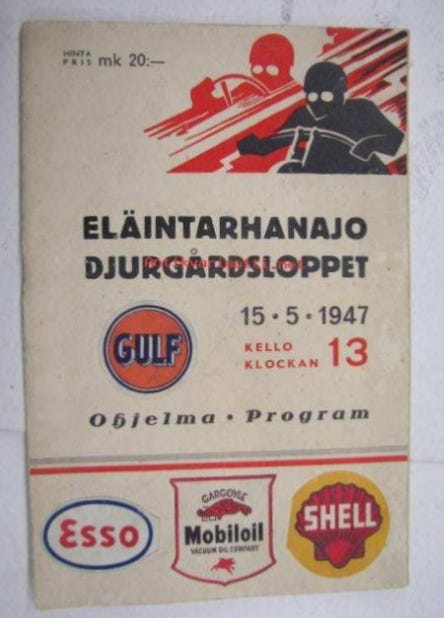 HINTA
PRIS mk 20:—
ELÄINTARHANAJO
DJURGÅRDSLOPPET
GULF
15 • 5 • 1947
KELLO
KLOCKAN 13
Ohjelma • Program
Esso
GARGOYLE
Mobiloil
VACUUM OIL COMPANY
SHELL